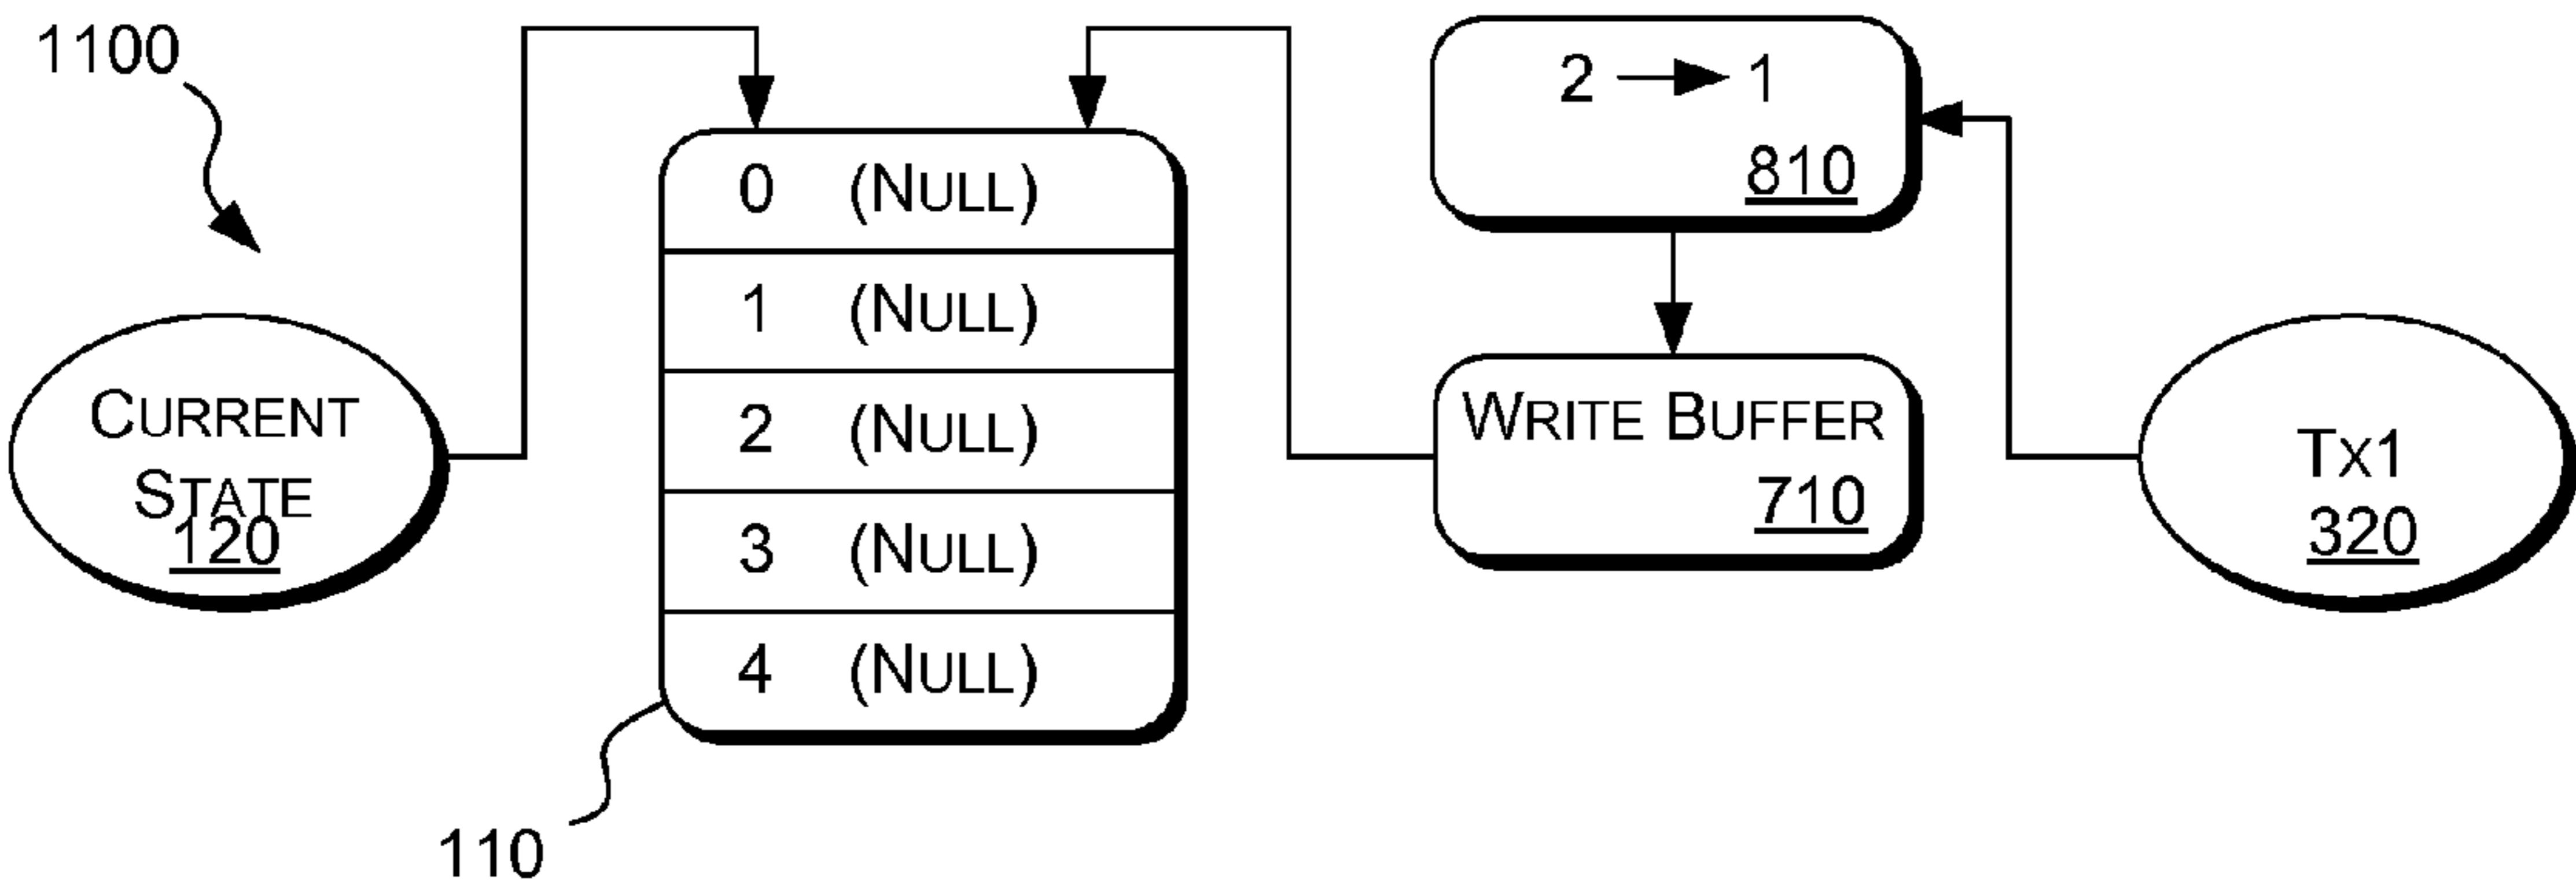 1100
CURRENT
STATE
120
0 (NULL)
1 (NULL)
2 (NULL)
3 (NULL)
4 (NULL)
110
2 → 1
810
WRITE BUFFER
710
TX1
320